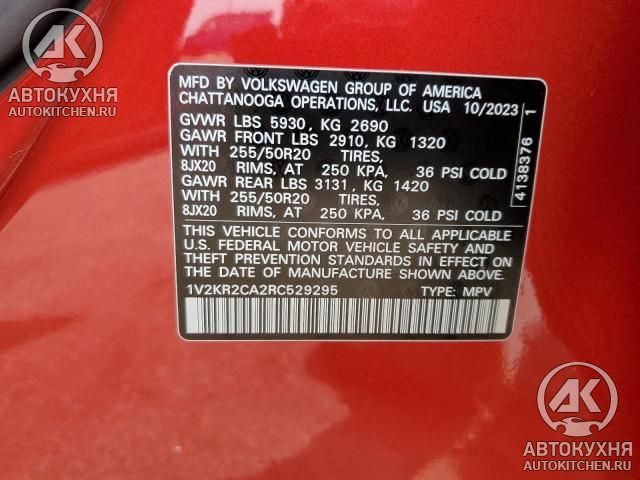 AK
АВТОКУХНЯ
AUTOKITCHEN.RU
MFD BY VOLKSWAGEN GROUP OF AMERICA
CHATTANOOGA OPERATIONS, LLC. USA 10/2023
GVWR LBS 5930, KG 2690
GAWR FRONT LBS 2910, KG 1320
WITH 255/50R20 TIRES,
8JX20 RIMS, AT 250 KPA, 36 PSI COLD
GAWR REAR LBS 3131, KG 1420
WITH 255/50R20 TIRES,
8JX20 RIMS, AT 250 KPA, 36 PSI COLD
THIS VEHICLE CONFORMS TO ALL APPLICABLE
U.S. FEDERAL MOTOR VEHICLE SAFETY AND
THEFT PREVENTION STANDARDS IN EFFECT ON
THE DATE OF MANUFACTURE SHOWN ABOVE.
1V2KR2CA2RC529295 TYPE: MPV
4138376 1
AK
АВТОКУХНЯ
AUTOKITCHEN.RU